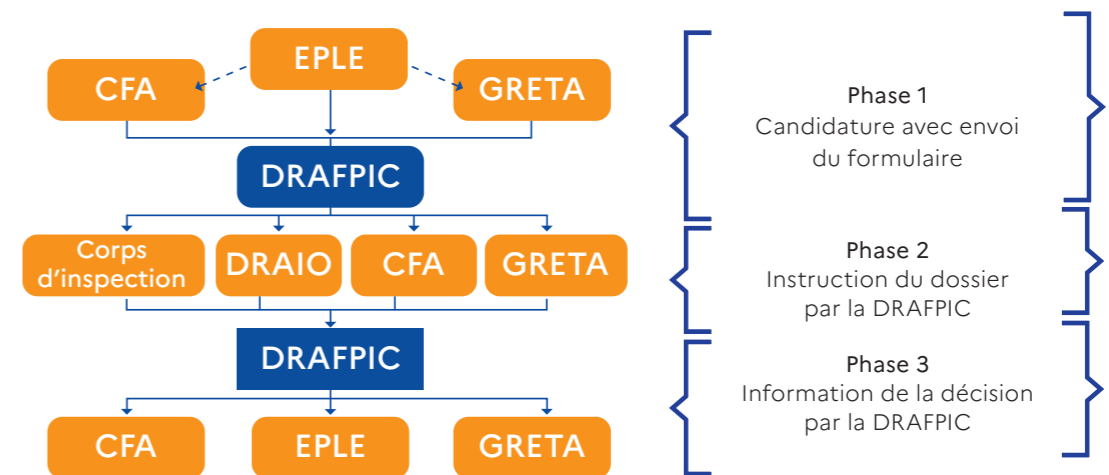 EPLE
CFA
GRETA
DRAFPIC
Corps
d'inspection
DRAIO
CFA
GRETA
DRAFPIC
CFA
EPLE
GRETA
Phase 1
Candidature avec envoi
du formulaire
Phase 2
Instruction du dossier
par la DRAFPIC
Phase 3
Information de la décision
par la DRAFPIC